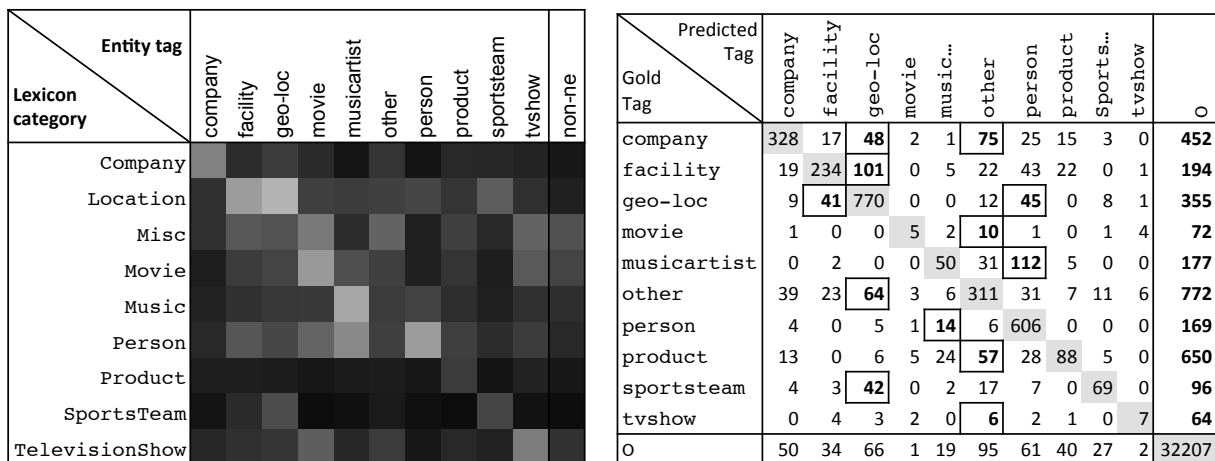 Entity tag
Lexicon category
company facility geo-loc movie musicartist other person product sportsteam tvshow non-ne
Company
Location
Misc
Movie
Music
Person
Product
SportsTeam
TelevisionShow
Predicted Tag
Gold Tag
company facility geo-loc movie music… other person product Sports… tvshow O
company 328 17 48 2 1 75 25 15 3 0 452
facility 19 234 101 0 5 22 43 22 0 1 194
geo-loc 9 41 770 0 0 12 45 0 8 1 355
movie 1 0 0 5 2 10 1 0 1 4 72
musicartist 0 2 0 0 50 31 112 5 0 0 177
other 39 23 64 3 6 311 31 7 11 6 772
person 4 0 5 1 14 6 606 0 0 0 169
product 13 0 6 5 24 57 28 88 5 0 650
sportsteam 4 3 42 0 2 17 7 0 69 0 96
tvshow 0 4 3 2 0 6 2 1 0 7 64
O 50 34 66 1 19 95 61 40 27 2 32207